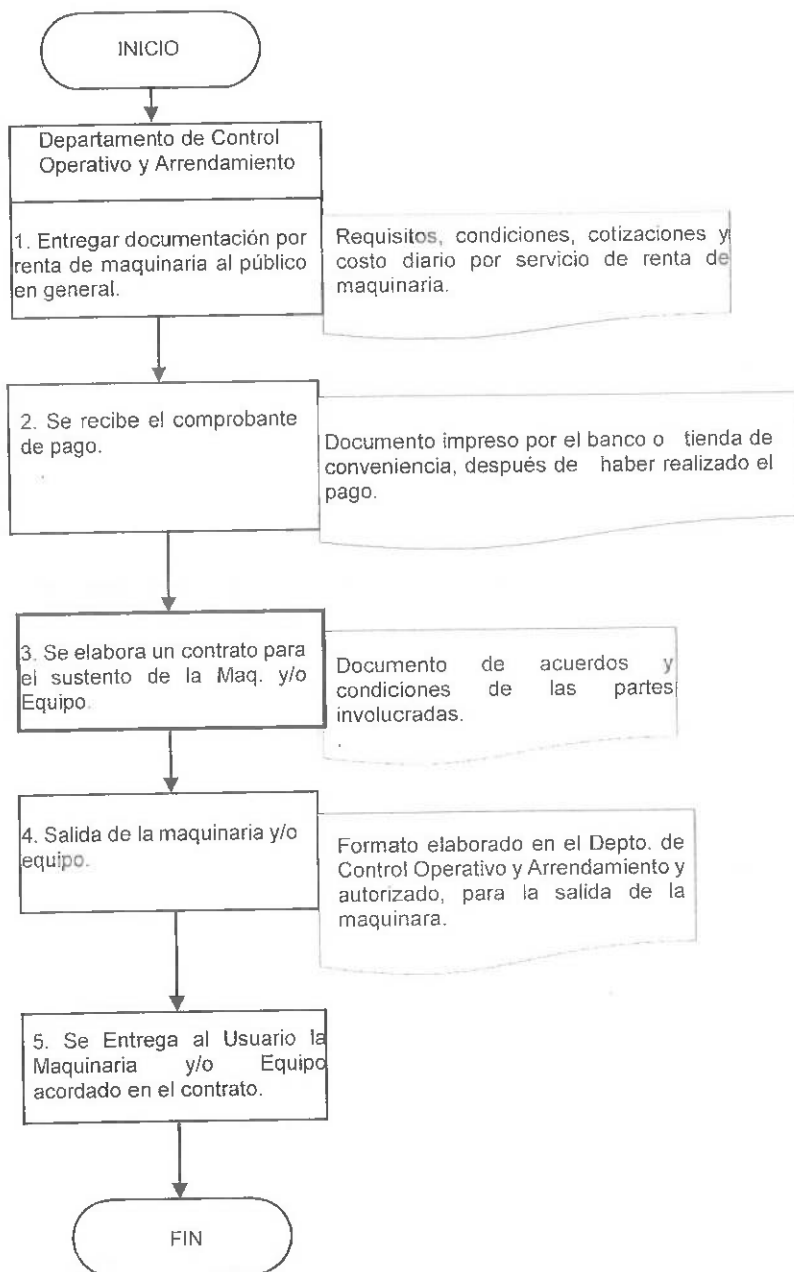 INICIO
Departamento de Control
Operativo y Arrendamiento
1. Entregar documentación por
renta de maquinaria al público
en general.
Requisitos, condiciones, cotizaciones y
costo diario por servicio de renta de
maquinaria.
2. Se recibe el comprobante
de pago.
Documento impreso por el banco o tienda de
conveniencia, después de haber realizado el
pago.
3. Se elabora un contrato para
el sustento de la Maq. y/o
Equipo.
Documento de acuerdos y
condiciones de las partes
involucradas.
4. Salida de la maquinaria y/o
equipo.
Formato elaborado en el Depto. de
Control Operativo y Arrendamiento y
autorizado, para la salida de la
maquinara.
5. Se Entrega al Usuario la
Maquinaria y/o Equipo
acordado en el contrato.
FIN